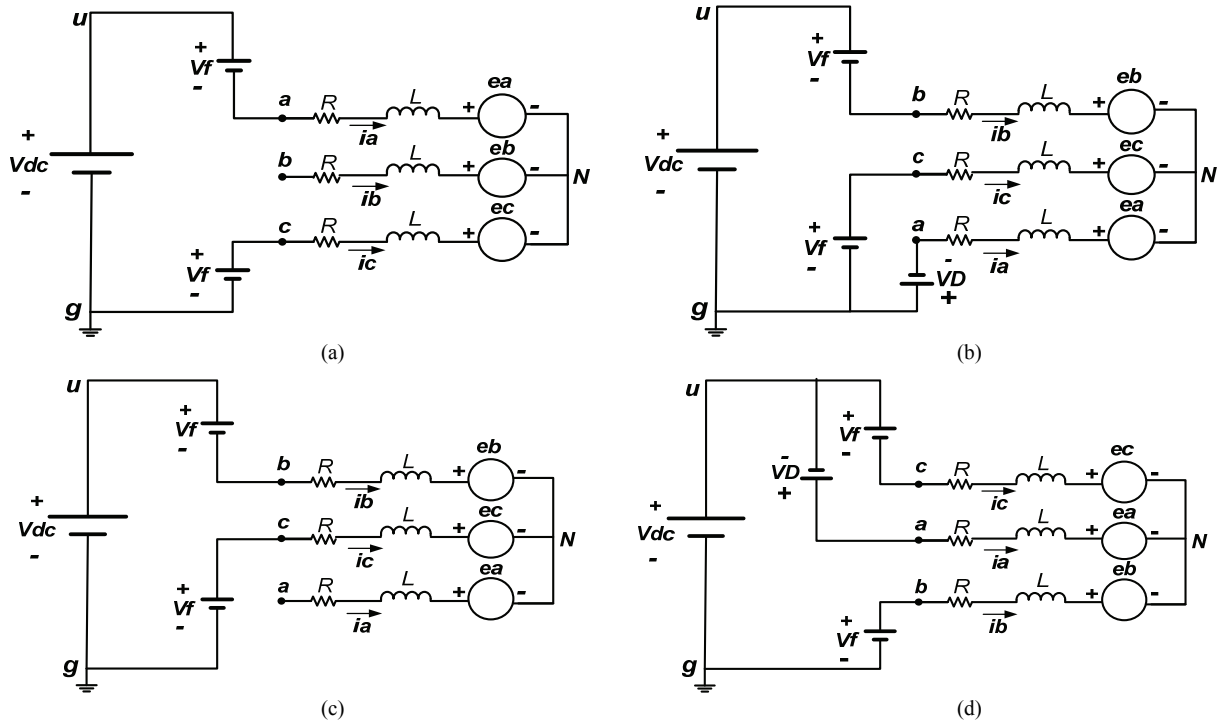 u
+
Vf
-
+
Vdc
-
a
R
ia
L
+
ea
-
b
R
ib
L
+
eb
-
N
c
R
ic
L
+
ec
-
+
Vf
-
g
(a)
u
+
Vf
-
+
Vdc
-
b
R
ib
L
+
eb
-
c
R
ic
L
+
ec
-
N
+
Vf
-
a
R
ia
L
+
ea
-
-
VD
+
g
(b)
u
+
Vf
-
+
Vdc
-
b
R
ib
L
+
eb
-
c
R
ic
L
+
ec
-
N
+
Vf
-
a
R
ia
L
+
ea
-
g
(c)
u
-
VD
+
+
Vf
-
+
Vdc
-
c
R
ic
L
+
ec
-
a
R
ia
L
+
ea
-
N
b
R
ib
L
+
eb
-
+
Vf
-
g
(d)